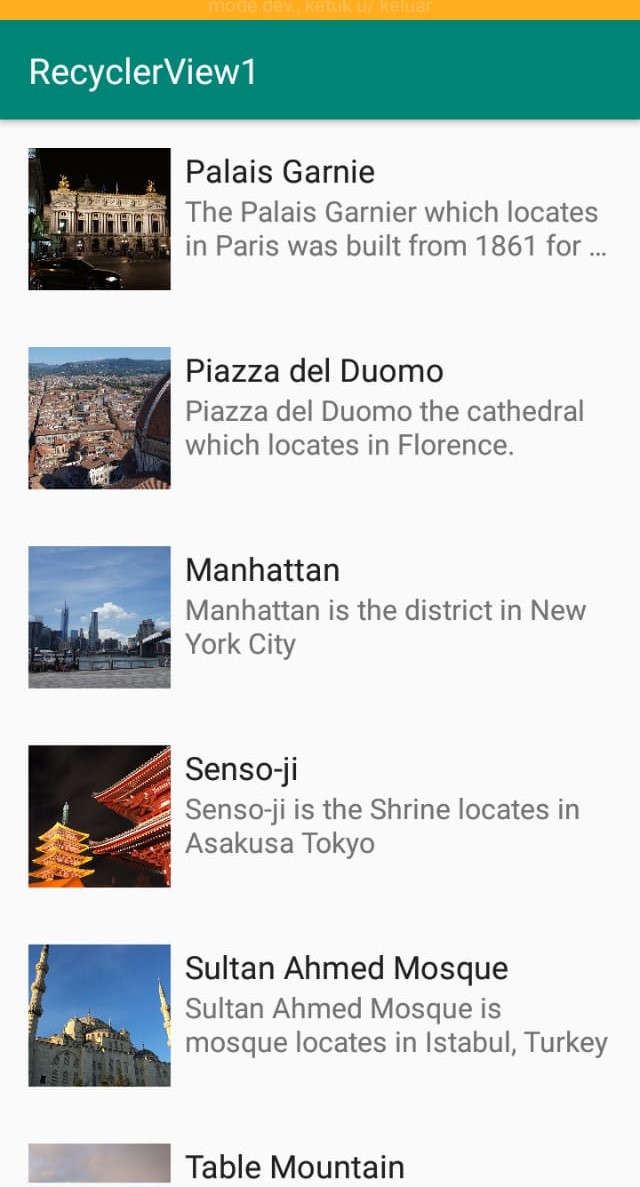 mode dev., ketuk u/ keluar
RecyclerView1
Palais Garnie
The Palais Garnier which locates
in Paris was built from 1861 for ...
Piazza del Duomo
Piazza del Duomo the cathedral
which locates in Florence.
Manhattan
Manhattan is the district in New
York City
Senso-ji
Senso-ji is the Shrine locates in
Asakusa Tokyo
Sultan Ahmed Mosque
Sultan Ahmed Mosque is
mosque locates in Istabul, Turkey
Table Mountain